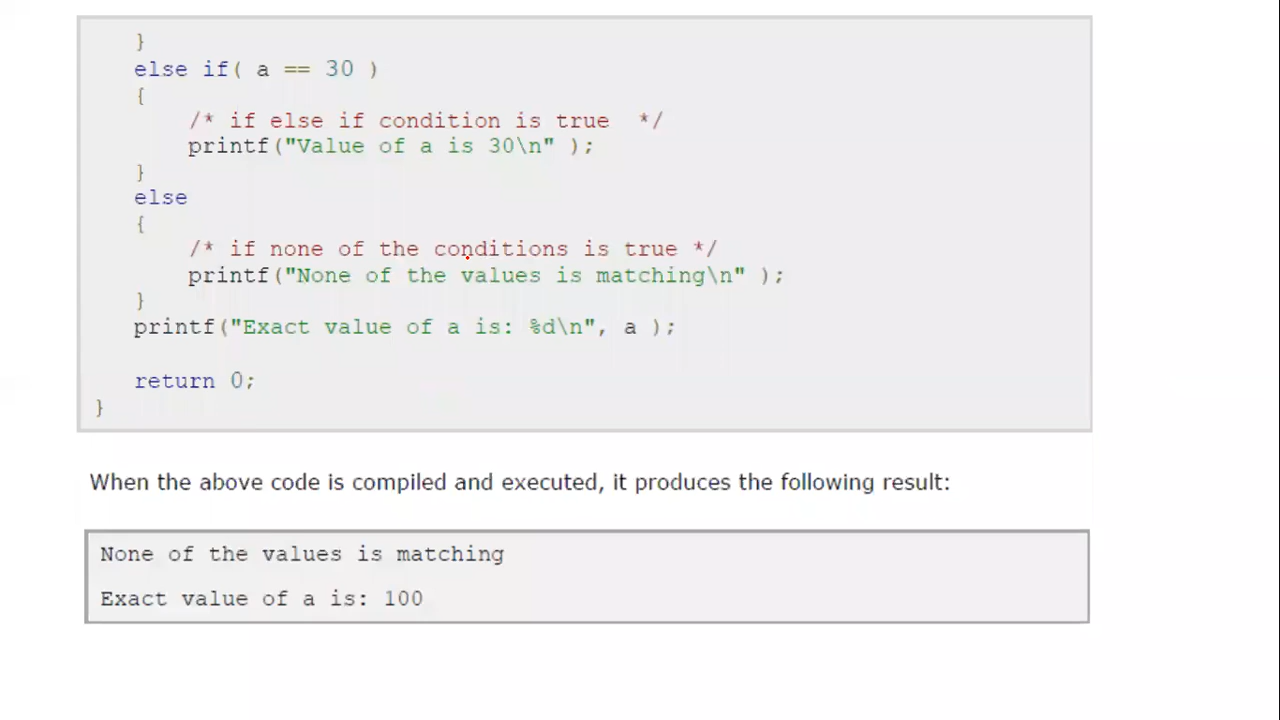 }
else if( a == 30 )
{
/* if else if condition is true  */
printf("Value of a is 30\n" );
}
else
{
/* if none of the conditions is true */
printf("None of the values is matching\n" );
}
printf("Exact value of a is: %d\n", a );
return 0;
}
When the above code is compiled and executed, it produces the following result:
None of the values is matching
Exact value of a is: 100